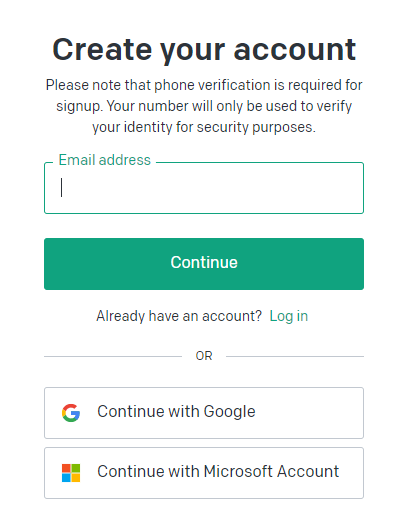 Create your account
Please note that phone verification is required for
signup. Your number will only be used to verify
your identity for security purposes.
Email address
Continue
Already have an account? Log in
OR
Continue with Google
Continue with Microsoft Account